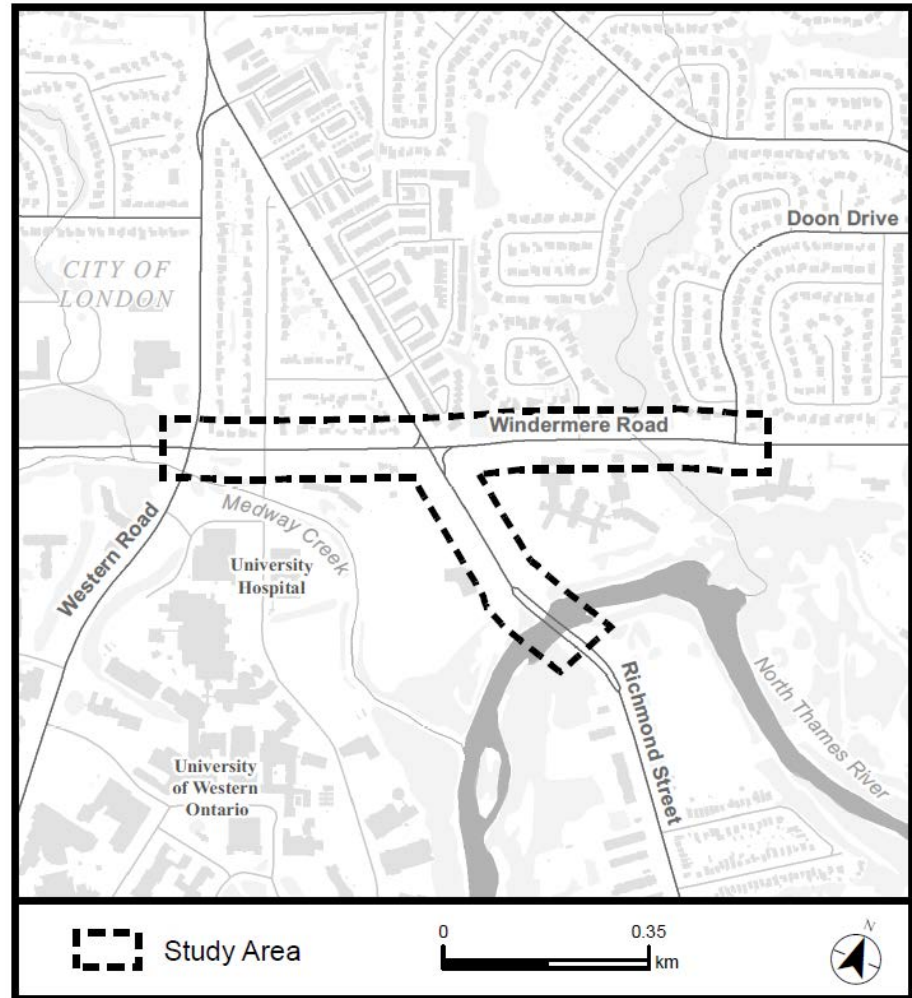 Doon Drive
CITY OF
LONDON
Windermere Road
Medway Creek
Western Road
University
Hospital
Richmond Street
North Thames River
University
of Western
Ontario
Study Area
0
0.35
km
N